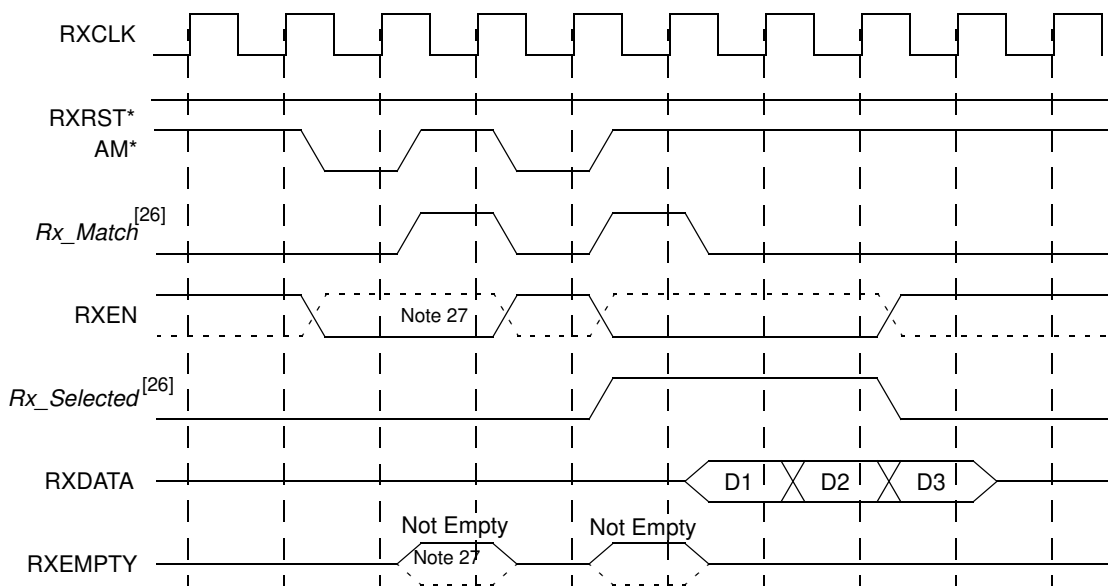 RXCLK
RXRST*
AM*
Rx_Match[26]
RXEN
Note 27
Rx_Selected[26]
RXDATA
D1 D2 D3
Not Empty Not Empty
Note 27
RXEMPTY